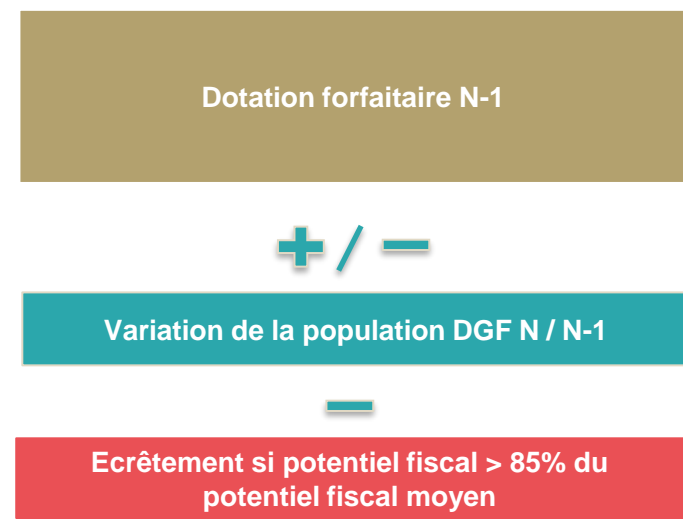 Dotation forfaitaire N-1
+ / −
Variation de la population DGF N / N-1
−
Ecrêtement si potentiel fiscal > 85% du
potentiel fiscal moyen